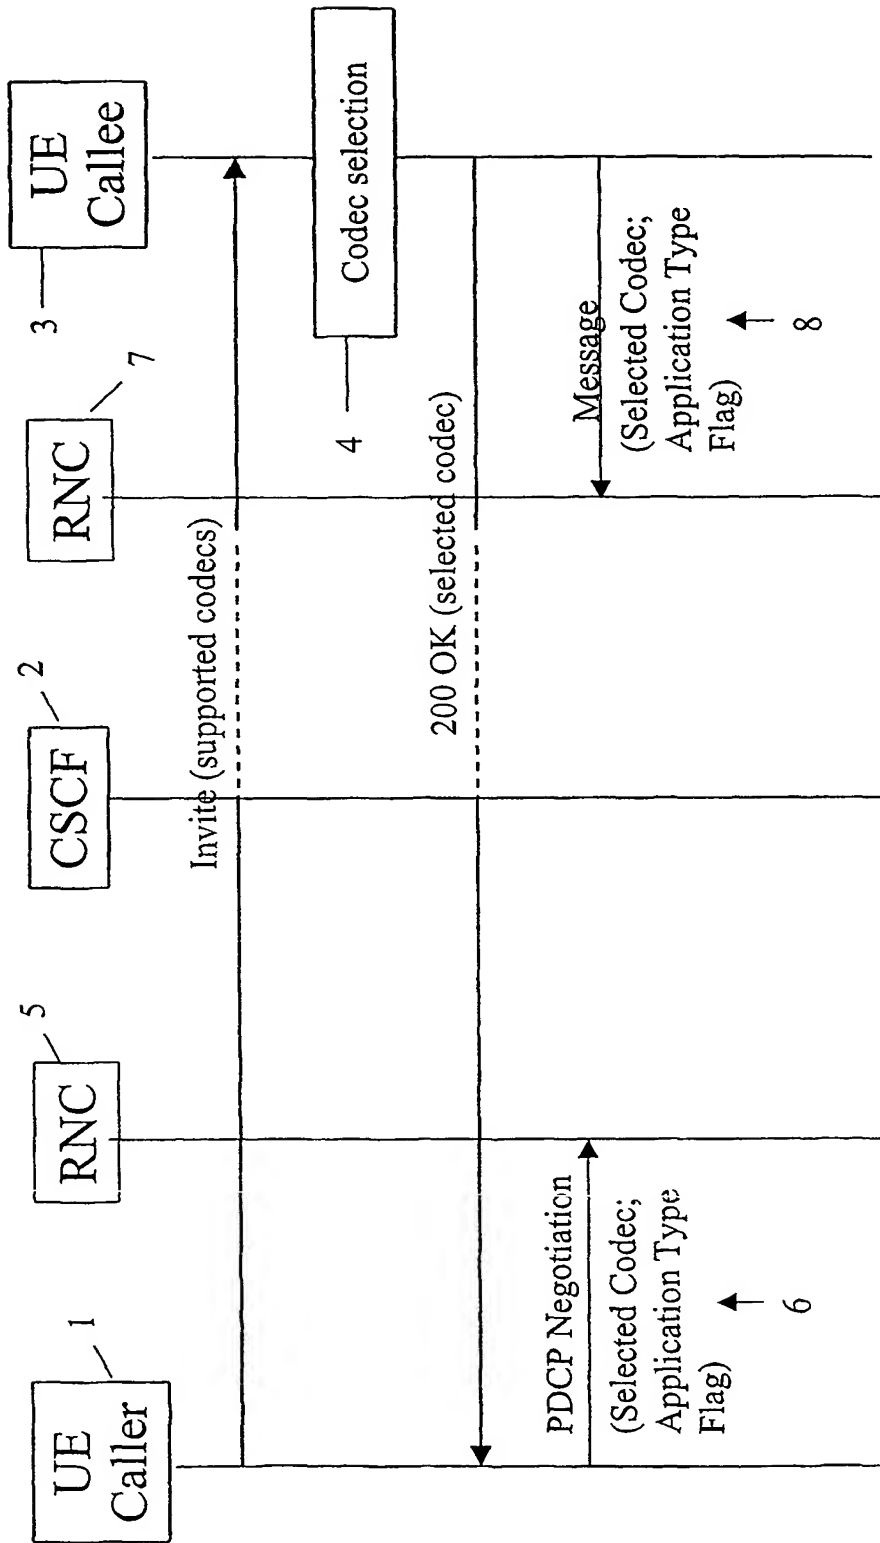 UE
Caller
1
RNC
5
CSCF
2
RNC
7
UE
Callee
3
Invite (supported codecs)
Codec selection
4
200 OK (selected codec)
PDCP Negotiation
(Selected Codec;
Application Type
Flag)
6
Message
(Selected Codec;
Application Type
Flag)
8